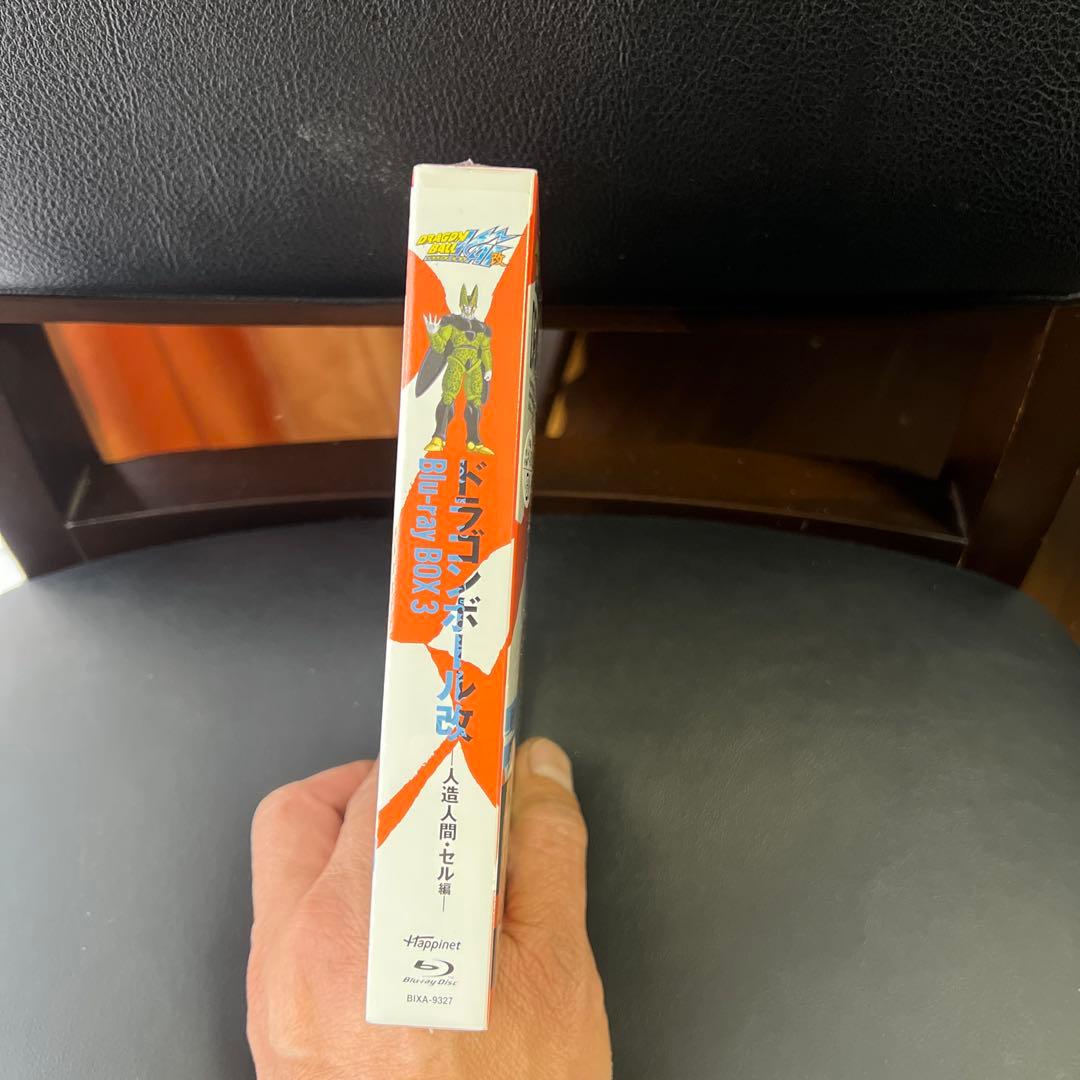 DRAGON
BALL
改
ドラゴンボール改
Blu-ray BOX 3
人造人間・セル編
Happinet
Blu-ray Disc
BIXA-9327